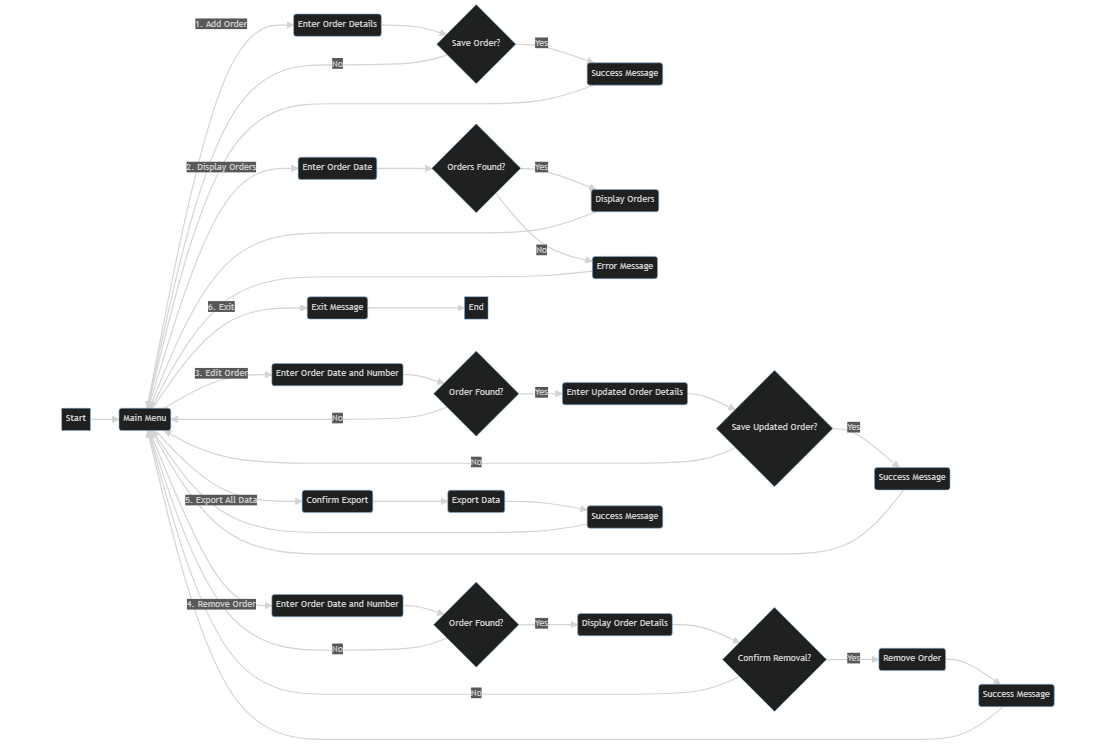 1. Add Order
Enter Order Details
Save Order?
Yes
No
Success Message
2. Display Orders
Enter Order Date
Orders Found?
Yes
Display Orders
No
Error Message
6. Exit
Exit Message
End
3. Edit Order
Enter Order Date and Number
Order Found?
Yes
Enter Updated Order Details
Start
Main Menu
No
Save Updated Order?
Yes
No
Success Message
5. Export All Data
Confirm Export
Export Data
Success Message
4. Remove Order
Enter Order Date and Number
Order Found?
Yes
Display Order Details
No
Confirm Removal?
Yes
Remove Order
No
Success Message